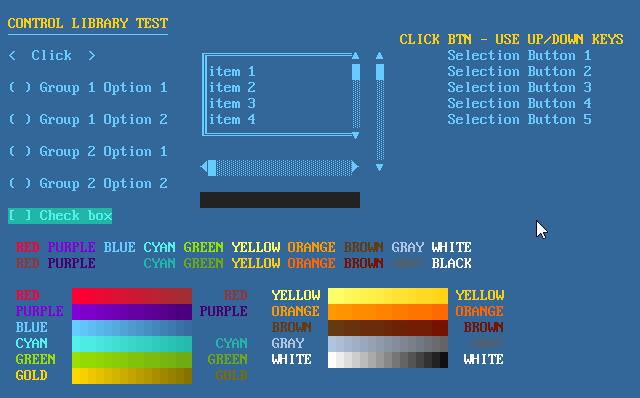 CONTROL LIBRARY TEST
CLICK BTN - USE UP/DOWN KEYS
< Click >
Selection Button 1
Selection Button 2
Selection Button 3
Selection Button 4
Selection Button 5
( ) Group 1 Option 1
( ) Group 1 Option 2
( ) Group 2 Option 1
( ) Group 2 Option 2
[ ] Check box
item 1
item 2
item 3
item 4
RED PURPLE BLUE CYAN GREEN YELLOW ORANGE BROWN GRAY WHITE
RED PURPLE CYAN GREEN YELLOW ORANGE BROWN GRAY BLACK
RED RED YELLOW YELLOW
PURPLE PURPLE ORANGE ORANGE
BLUE BROWN BROWN
CYAN CYAN GRAY GRAY
GREEN GREEN WHITE WHITE
GOLD GOLD